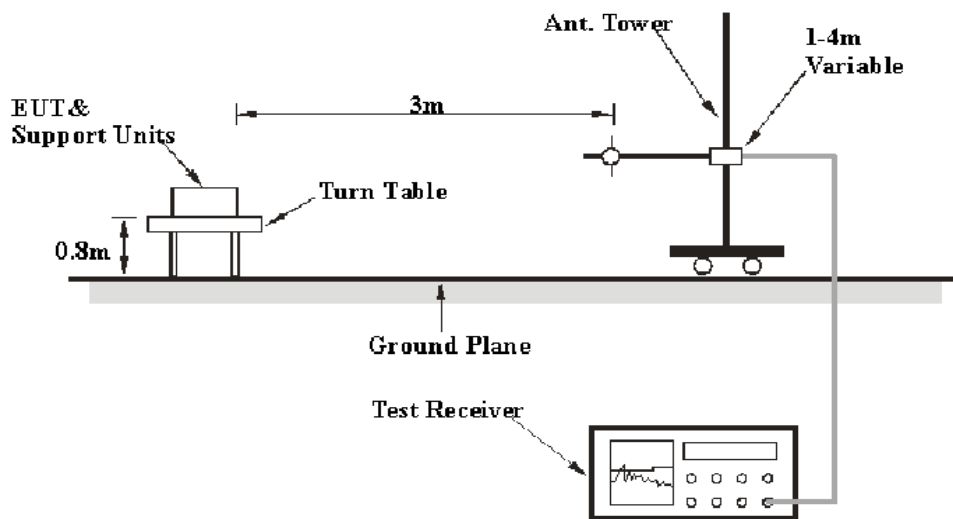 Ant. Tower
1-4m
Variable
EUT&
Support Units
3m
Turn Table
0.8m
Ground Plane
Test Receiver